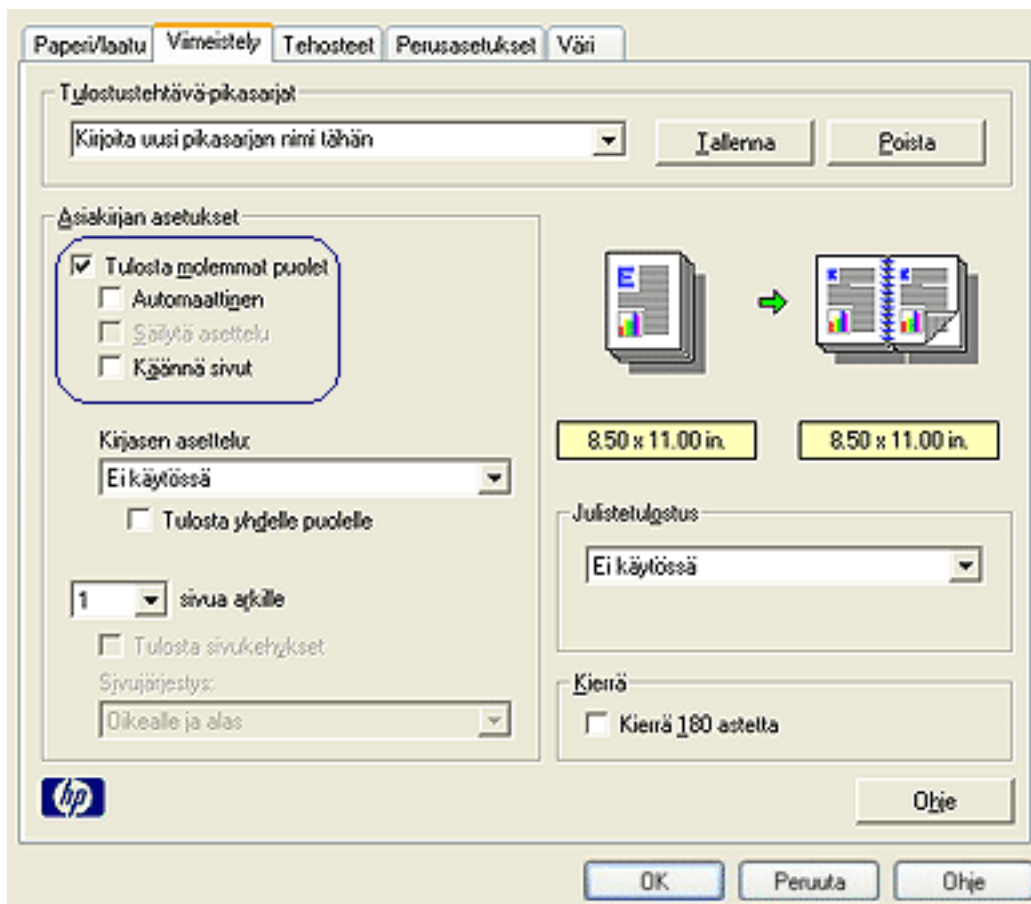 Paperi/laatu Viimeistely Tehosteet Perusasetukset Väri
Tulostustehtävä-pikasarjat
Kirjoita uusi pikasarjan nimi tähän Tallenna Poista
Asiakirjan asetukset
Tulosta molemmat puolet
Automaattinen
Säilytä asettelu
Käännä sivut
Kirjasen asettelu:
8.50 x 11.00 in. 8.50 x 11.00 in.
Ei käytössä
Tulosta yhdelle puolelle
Julistetulostus
Ei käytössä
1 sivua arkille
Tulosta sivukehykset
Sivujärjestys:
Oikealle ja alas
Kierrä
Kierrä 180 astetta
hp
Ohje
OK Peruuta Ohje